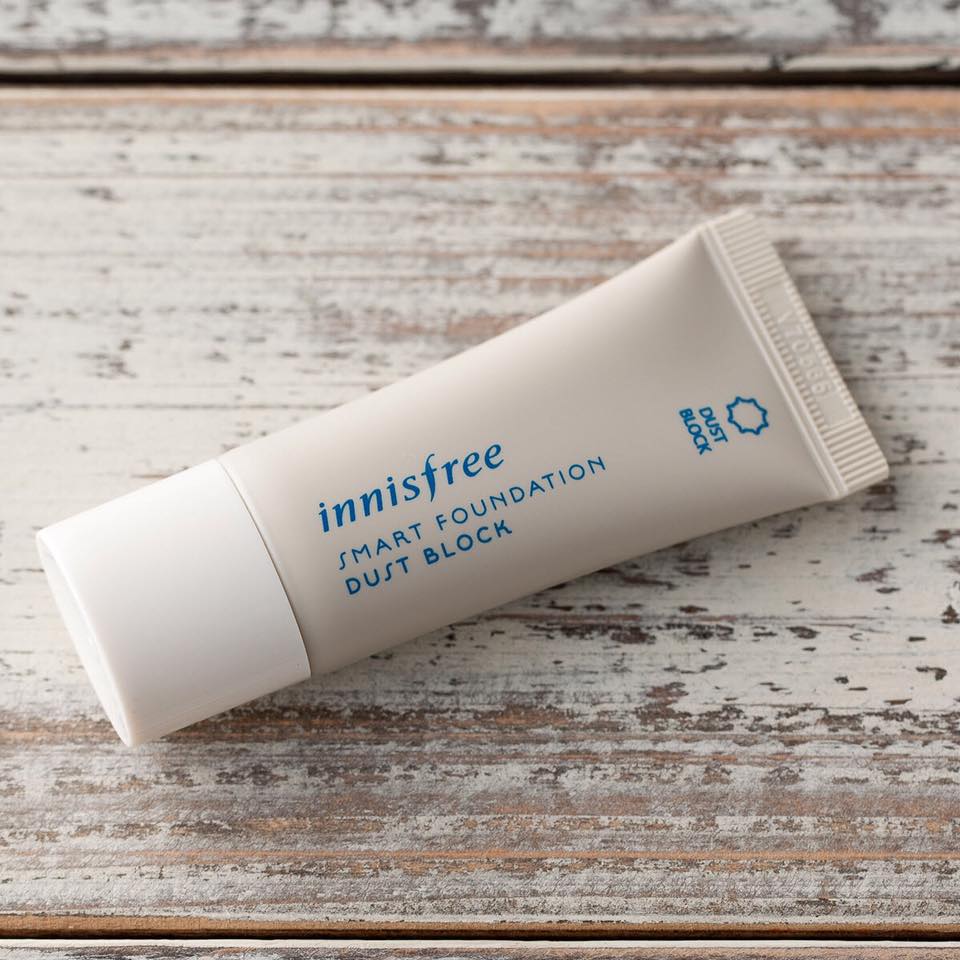 innisfree
SMART FOUNDATION
DUST BLOCK
DUST
BLOCK